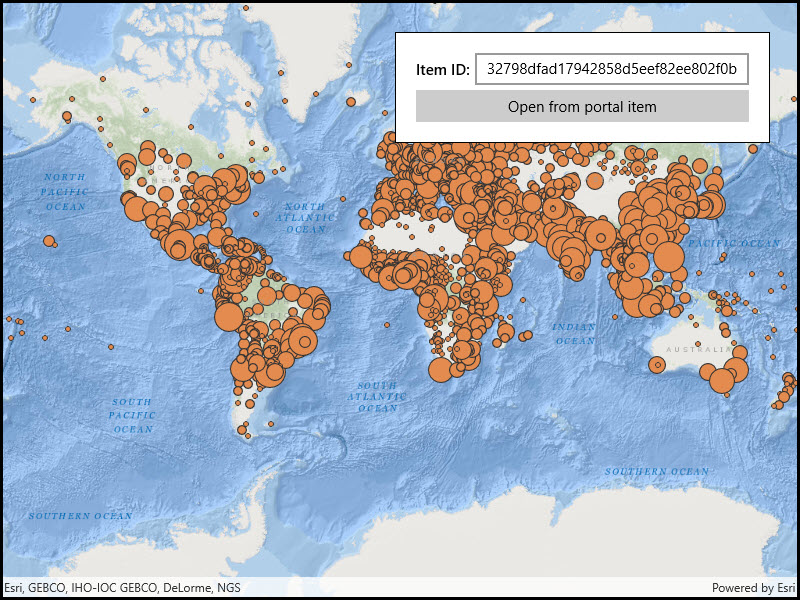 Item ID: 32798dfad17942858d5eef82ee802f0b
Open from portal item
NORTH
PACIFIC
OCEAN
NORTH
ATLANTIC
OCEAN
PACIFIC OCEAN
INDIAN
OCEAN
AUSTRALIA
SOUTH
PACIFIC
OCEAN
SOUTH
ATLANTIC
OCEAN
SOUTHERN OCEAN
SOUTHERN OCEAN
Esri, GEBCO, IHO-IOC GEBCO, DeLorme, NGS
Powered by Esri